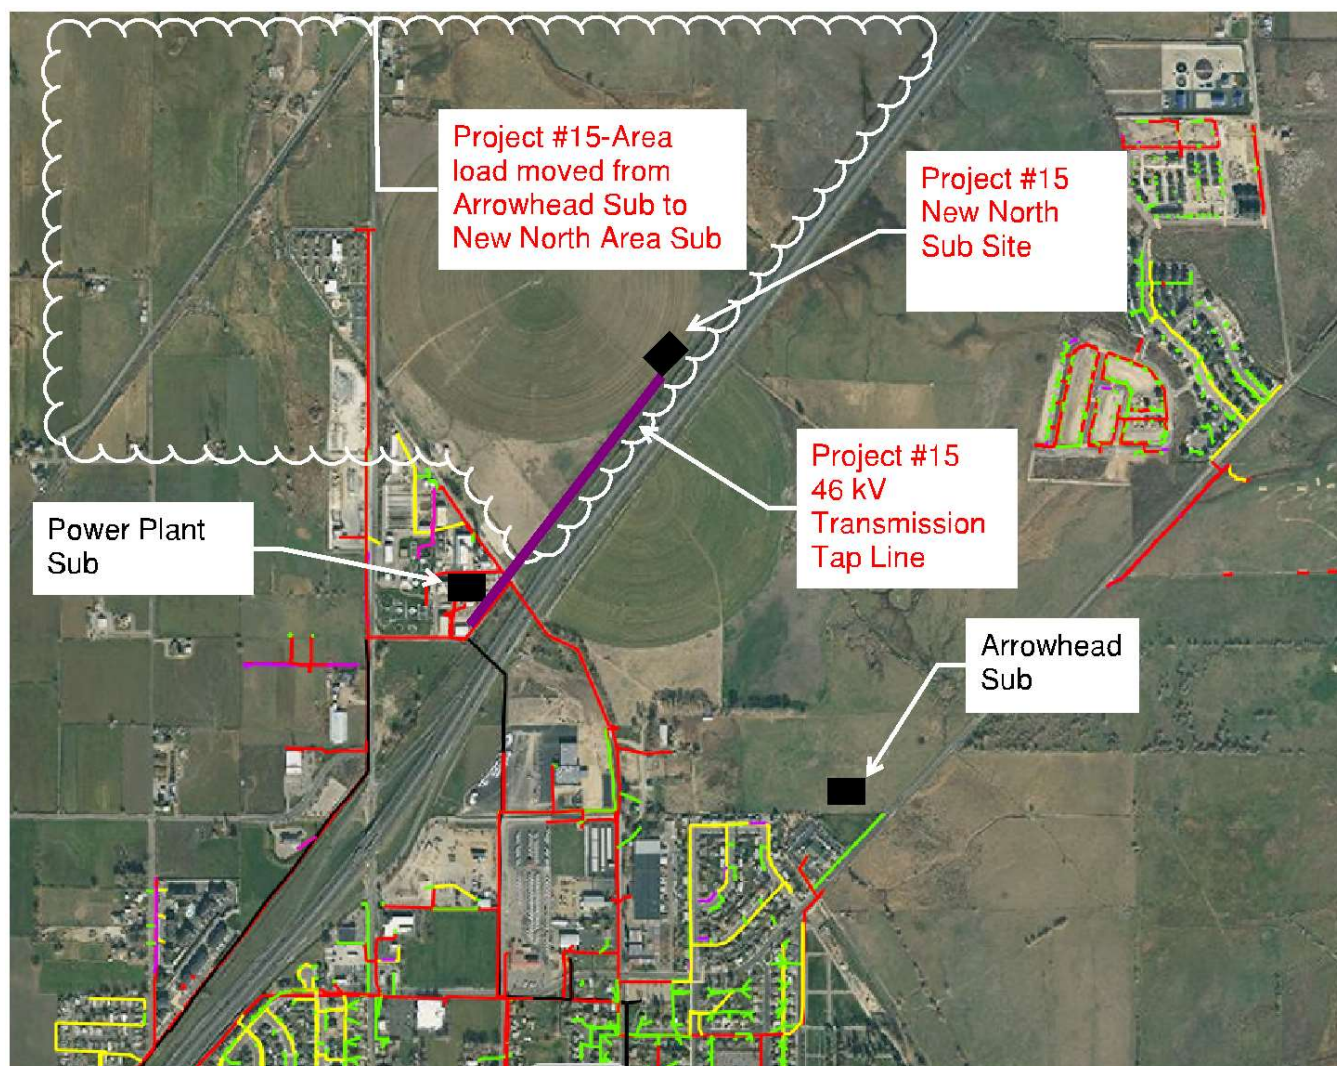 Project #15-Area
load moved from
Arrowhead Sub to
New North Area Sub
Project #15
New North
Sub Site
Project #15
46 kV
Transmission
Tap Line
Power Plant
Sub
Arrowhead
Sub